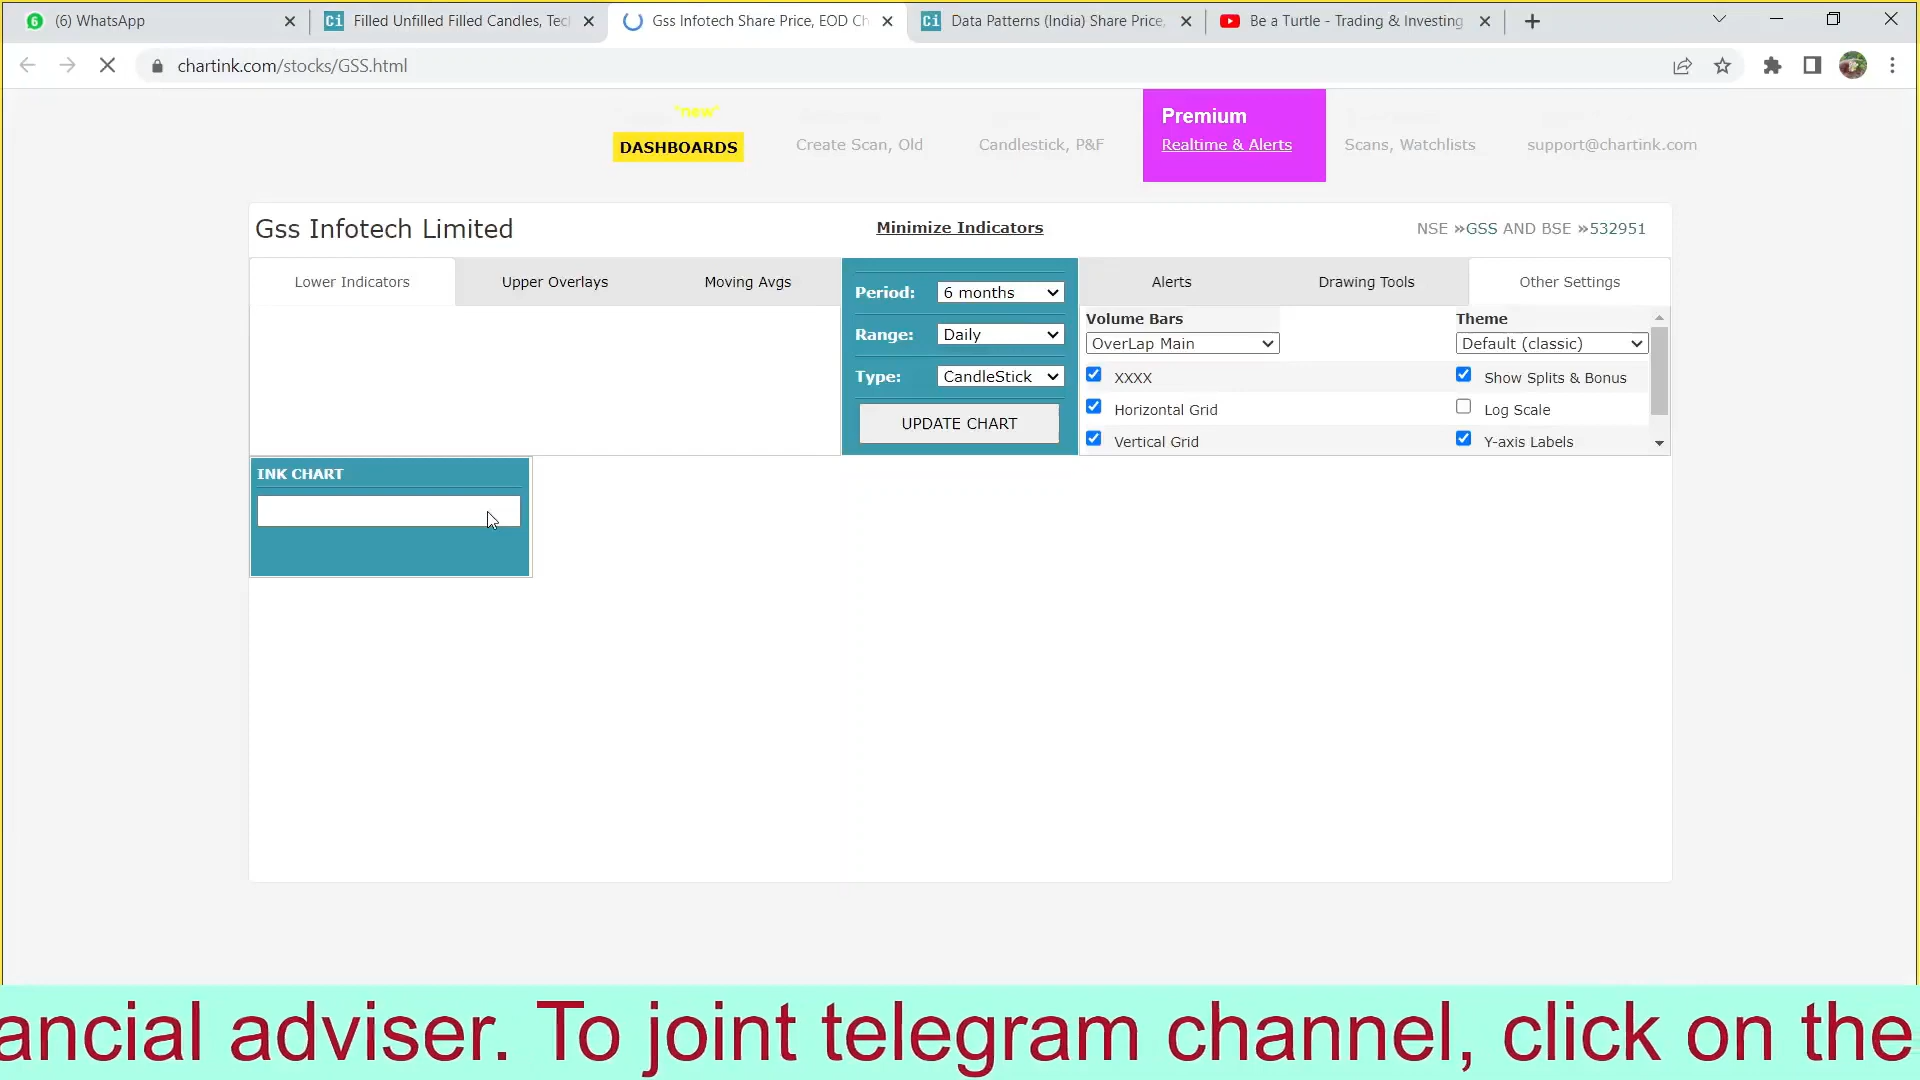 6 (6) WhatsApp
Ci Filled Unfilled Filled Candles, Tec
Gss Infotech Share Price, EOD Ch
Ci Data Patterns (India) Share Price,
Be a Turtle - Trading & Investing
chartink.com/stocks/GSS.html
"new"
DASHBOARDS
Create Scan, Old
Candlestick, P&F
Premium
Realtime & Alerts
Scans, Watchlists
support@chartink.com
Gss Infotech Limited
Minimize Indicators
NSE »GSS AND BSE »532951
Lower Indicators
Upper Overlays
Moving Avgs
Period: 6 months
Range: Daily
Type: CandleStick
UPDATE CHART
Alerts
Drawing Tools
Other Settings
Volume Bars
Theme
OverLap Main
Default (classic)
XXXX
Show Splits & Bonus
Horizontal Grid
Log Scale
Vertical Grid
Y-axis Labels
INK CHART
ancial adviser. To joint telegram channel, click on the